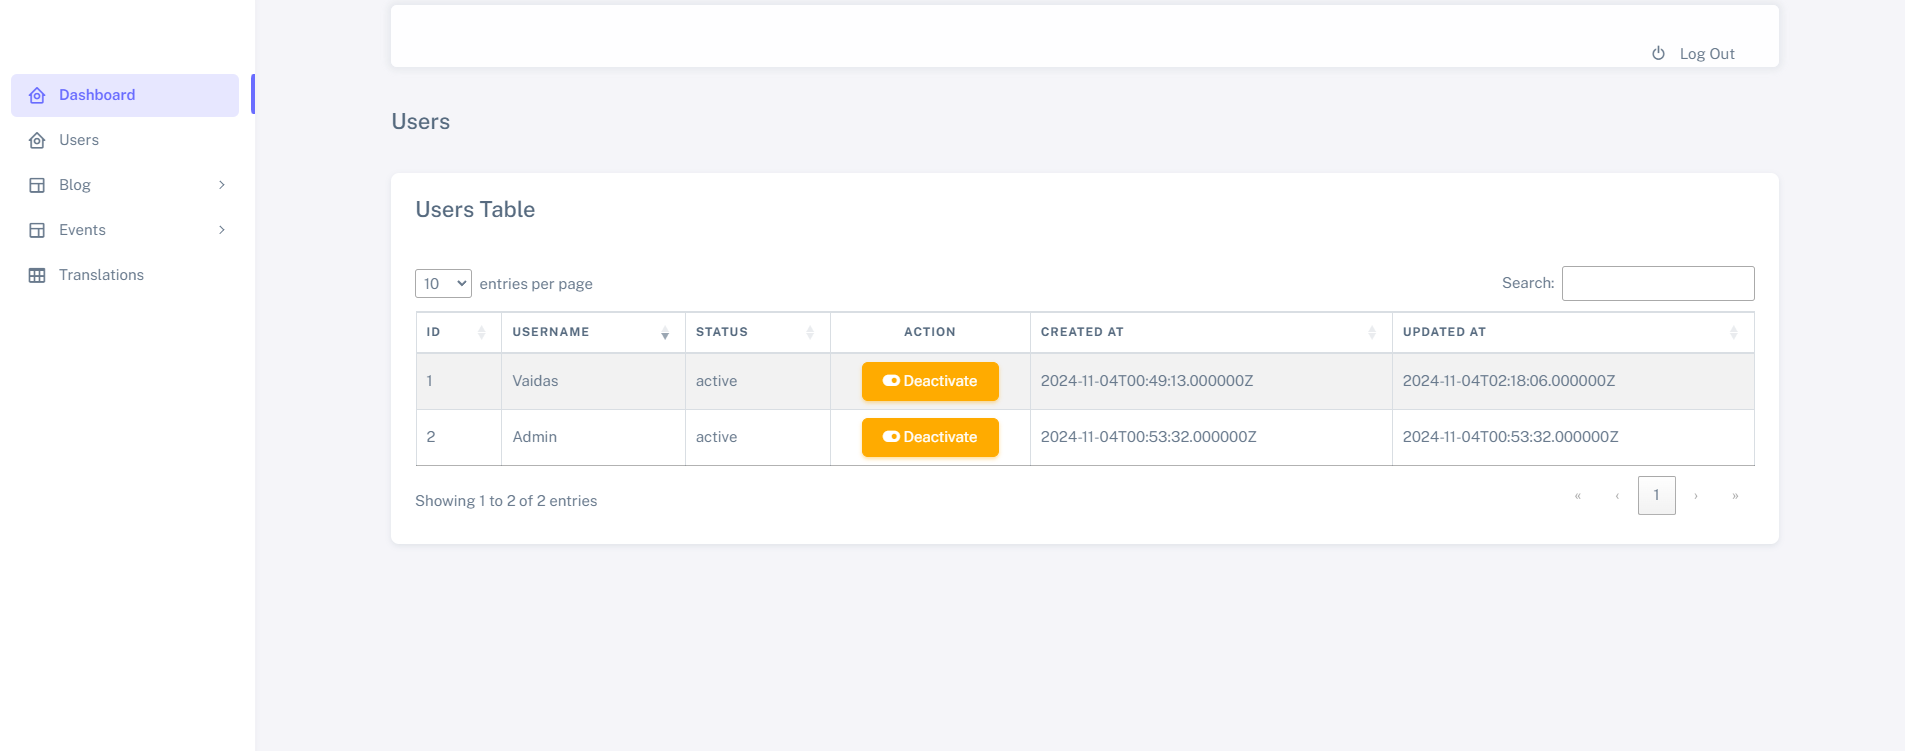 Log Out
Dashboard
Users
Blog
Events
Translations
Users
Users Table
10 entries per page
Search:
ID USERNAME STATUS ACTION CREATED AT UPDATED AT
1 Vaidas active Deactivate 2024-11-04T00:49:13.000000Z 2024-11-04T02:18:06.000000Z
2 Admin active Deactivate 2024-11-04T00:53:32.000000Z 2024-11-04T00:53:32.000000Z
Showing 1 to 2 of 2 entries
« ‹ 1 › »